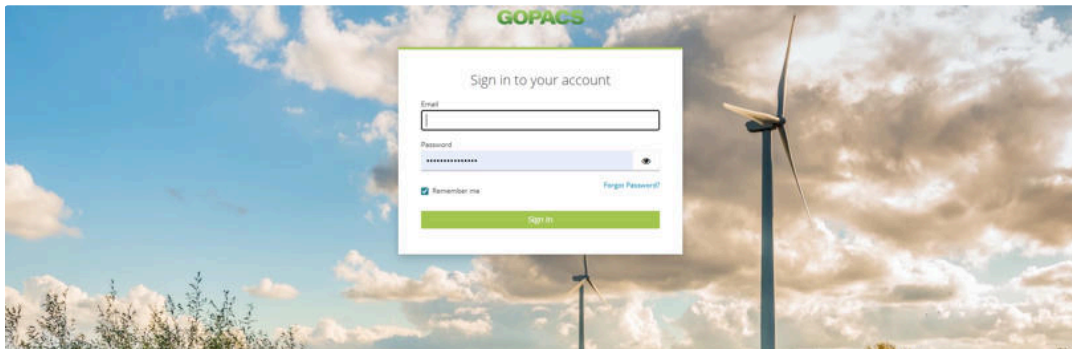 GOPACS
Sign in to your account
Email
Password
•••••••••••••••
Remember me
Forgot Password?
Sign In